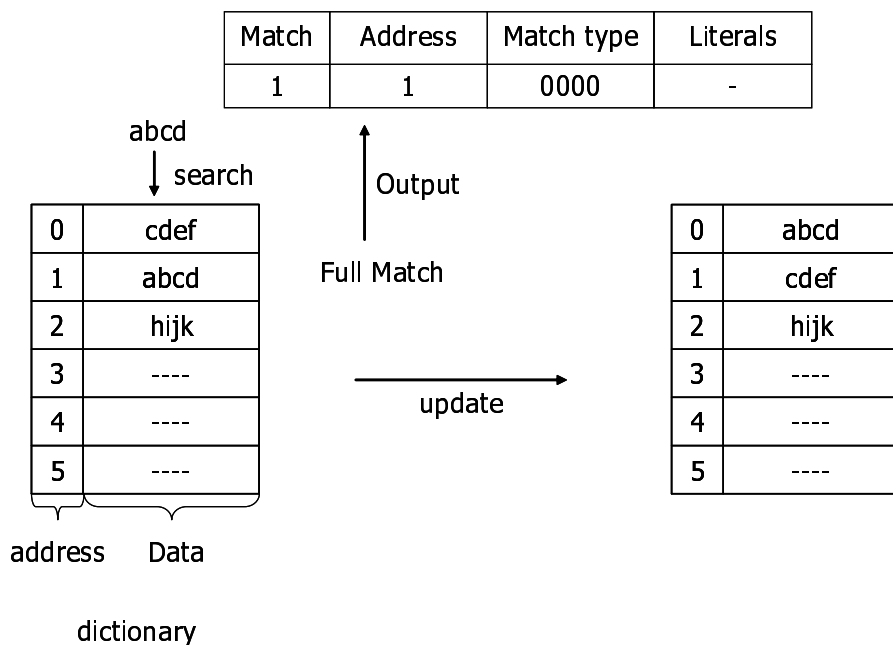 Match Address Match type Literals
1 1 0000 -
abcd
search
Output
Full Match
0 cdef
1 abcd
2 hijk
3 ----
4 ----
5 ----
address Data
dictionary
update
0 abcd
1 cdef
2 hijk
3 ----
4 ----
5 ----